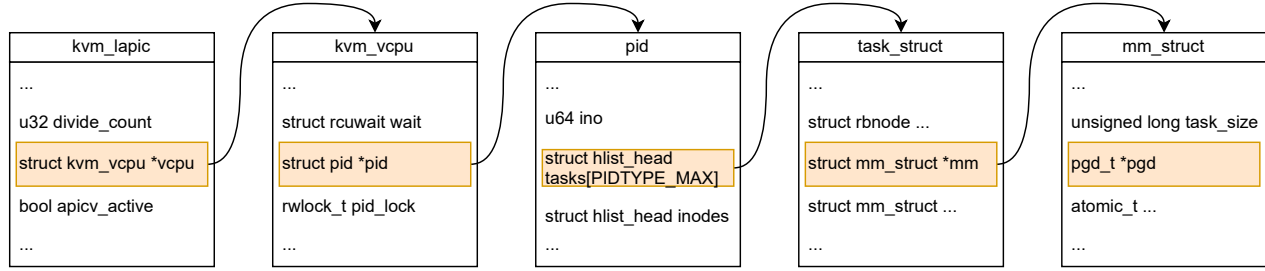 kvm_lapic
...
u32 divide_count
struct kvm_vcpu *vcpu
bool apicv_active
...
kvm_vcpu
...
struct rcuwait wait
struct pid *pid
rwlock_t pid_lock
...
pid
...
u64 ino
struct hlist_head
tasks[PIDTYPE_MAX]
struct hlist_head inodes
...
task_struct
...
struct rbnode ...
struct mm_struct *mm
struct mm_struct ...
...
mm_struct
...
unsigned long task_size
pgd_t *pgd
atomic_t ...
...